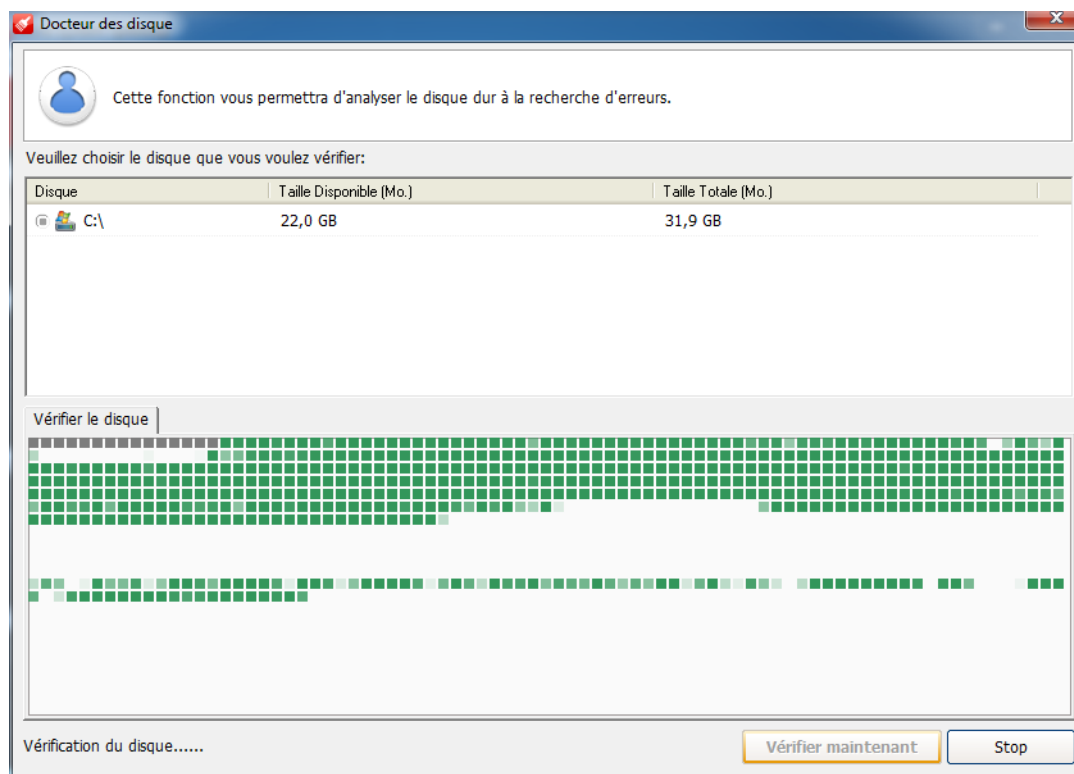 Docteur des disque
Cette fonction vous permettra d'analyser le disque dur à la recherche d'erreurs.
Veuillez choisir le disque que vous voulez vérifier:
Disque Taille Disponible (Mo.) Taille Totale (Mo.)
C:\ 22,0 GB 31,9 GB
Vérifier le disque
Vérification du disque...... Vérifier maintenant Stop